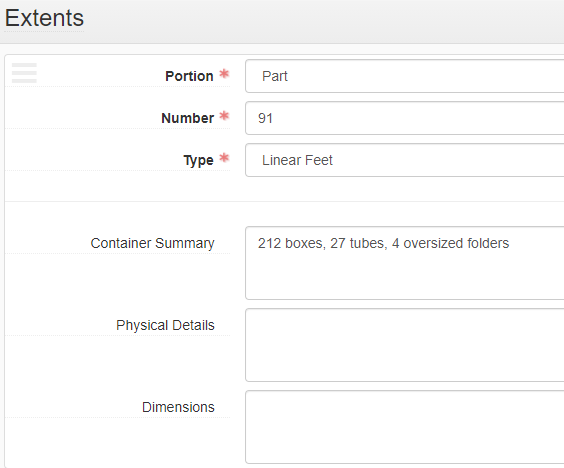 Extents
Portion * Part
Number * 91
Type * Linear Feet
Container Summary 212 boxes, 27 tubes, 4 oversized folders
Physical Details
Dimensions